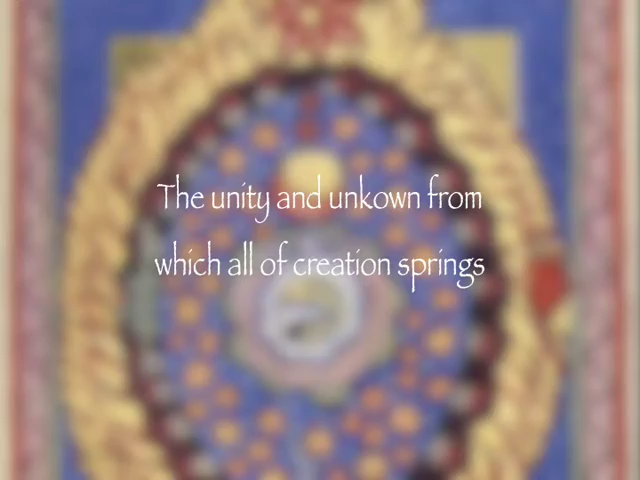 The unity and unkown from
which all of creation springs